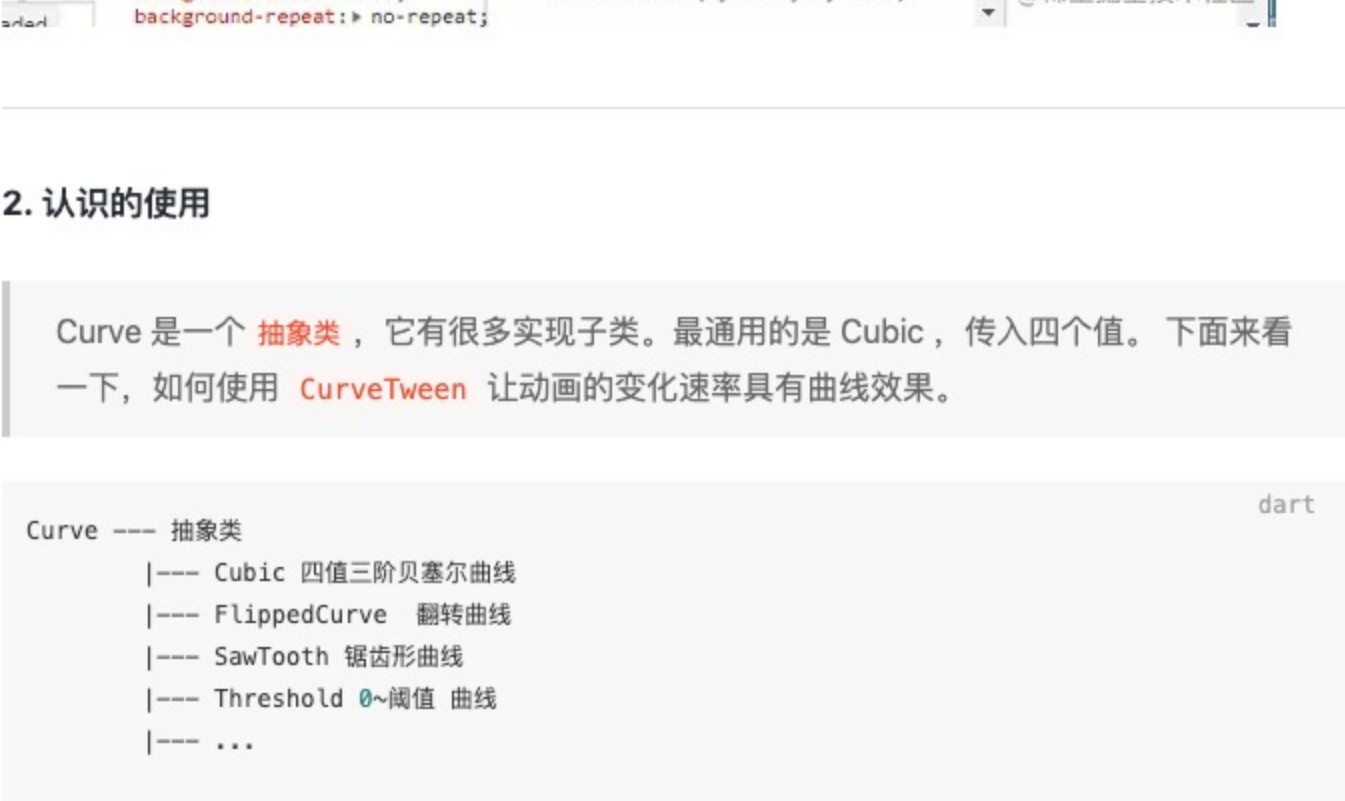 background-repeat:▸ no-repeat;
2. 认识的使用
Curve 是一个 抽象类 ，它有很多实现子类。最通用的是 Cubic ，传入四个值。 下面来看
一下，如何使用 CurveTween 让动画的变化速率具有曲线效果。
dart
Curve --- 抽象类
|--- Cubic 四值三阶贝塞尔曲线
|--- FlippedCurve 翻转曲线
|--- SawTooth 锯齿形曲线
|--- Threshold 0~阈值 曲线
|--- ...